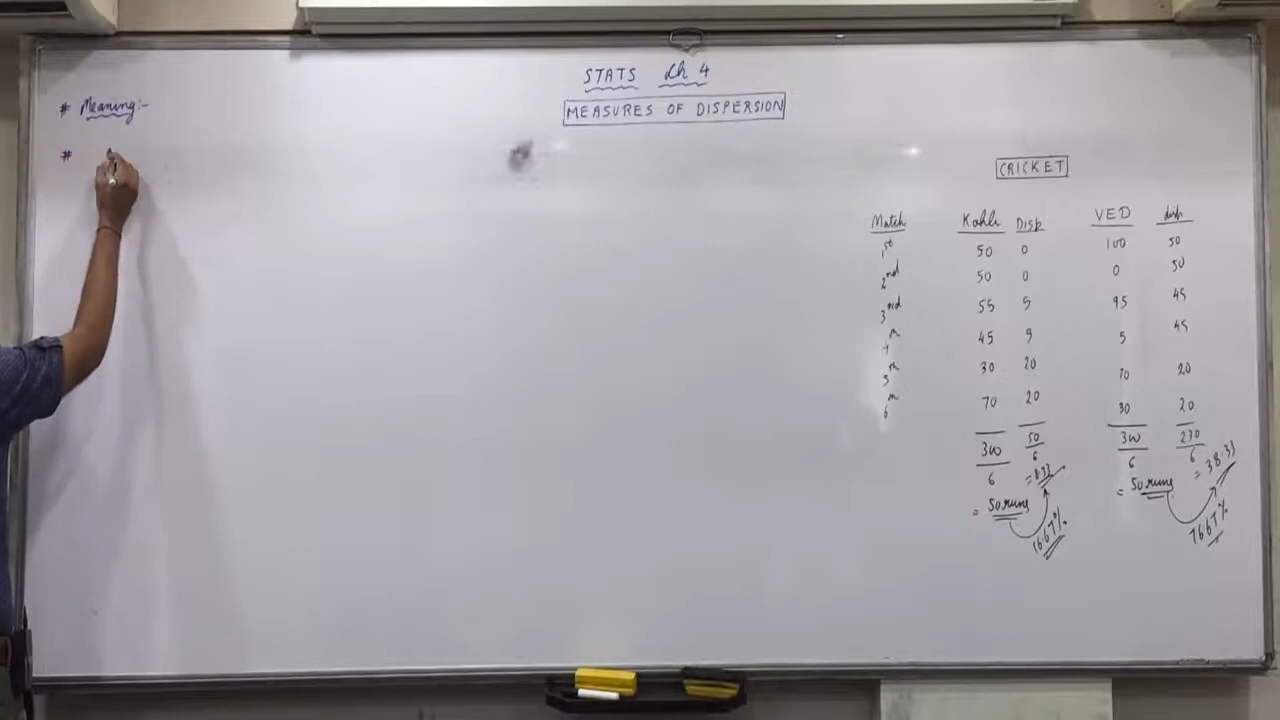 STATS Ch 4
MEASURES OF DISPERSION
# Meaning:-
#
CRICKET
Match Kohli Disp VED disp
1st 50 0 100 50
2nd 50 0 0 50
3rd 55 5 95 45
4th 45 5 5 45
5th 30 20 70 20
6th 70 20 30 20
300 50 300 230
6 6 6 6
= 50 runs = 8.33 = 50 runs = 38.33
16.67% 76.67%